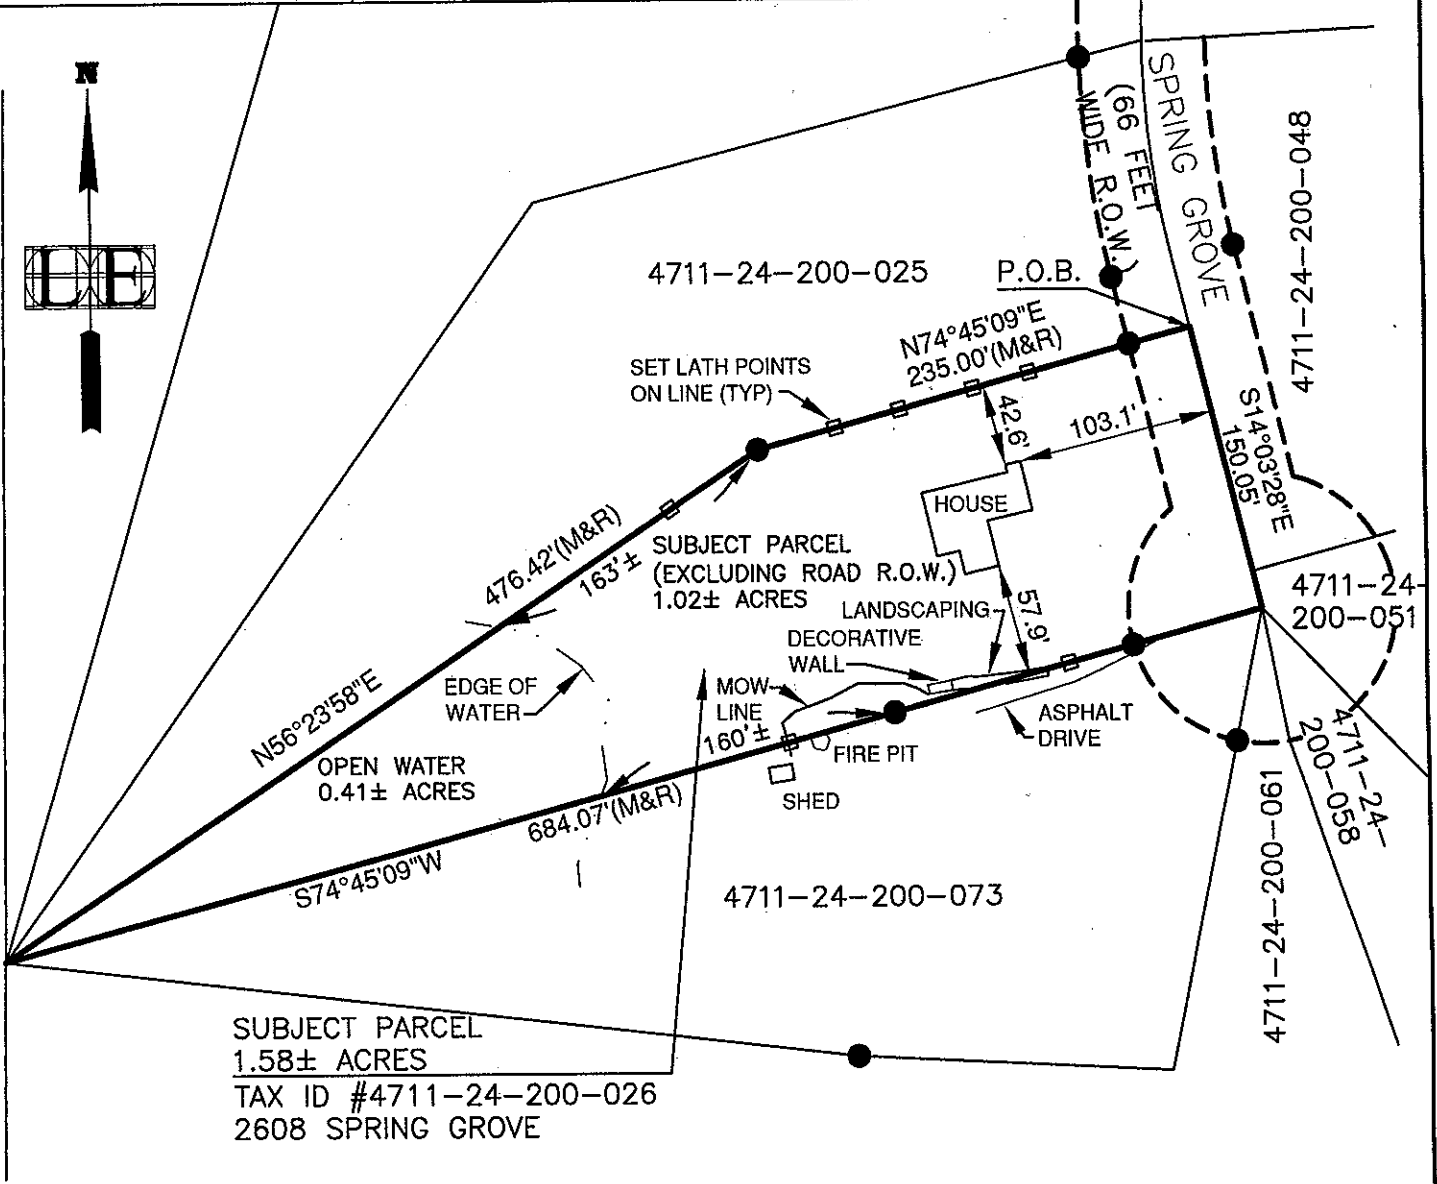 N
LE
SPRING GROVE
(66 FEET
WIDE R.O.W.)
4711-24-200-048
4711-24-200-025
P.O.B.
N74°45'09"E
235.00'(M&R)
SET LATH POINTS
ON LINE (TYP)
42.6'
103.1'
S14°03'28"E
150.05'
HOUSE
476.42'(M&R)
163'±
SUBJECT PARCEL
(EXCLUDING ROAD R.O.W.)
1.02± ACRES
57.9'
4711-24-
200-051
LANDSCAPING
DECORATIVE
WALL
N56°23'58"E
EDGE OF
WATER
MOW
LINE
160'±
ASPHALT
DRIVE
FIRE PIT
OPEN WATER
0.41± ACRES
SHED
684.07'(M&R)
S74°45'09"W
4711-24-200-073
4711-24-200-061
4711-24-
200-058
SUBJECT PARCEL
1.58± ACRES
TAX ID #4711-24-200-026
2608 SPRING GROVE